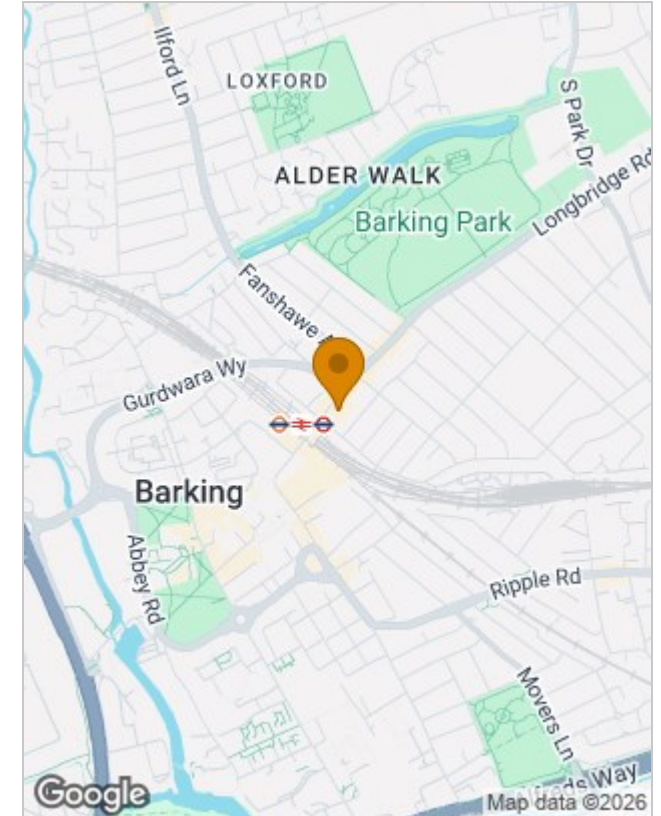 Ilford Ln
LOXFORD
S Park Dr
ALDER WALK
Barking Park
Longbridge Rd
Fanshawe
Gurdwara Wy
Barking
Abbey Rd
Ripple Rd
Movers Ln
Way
Google
Map data ©2026